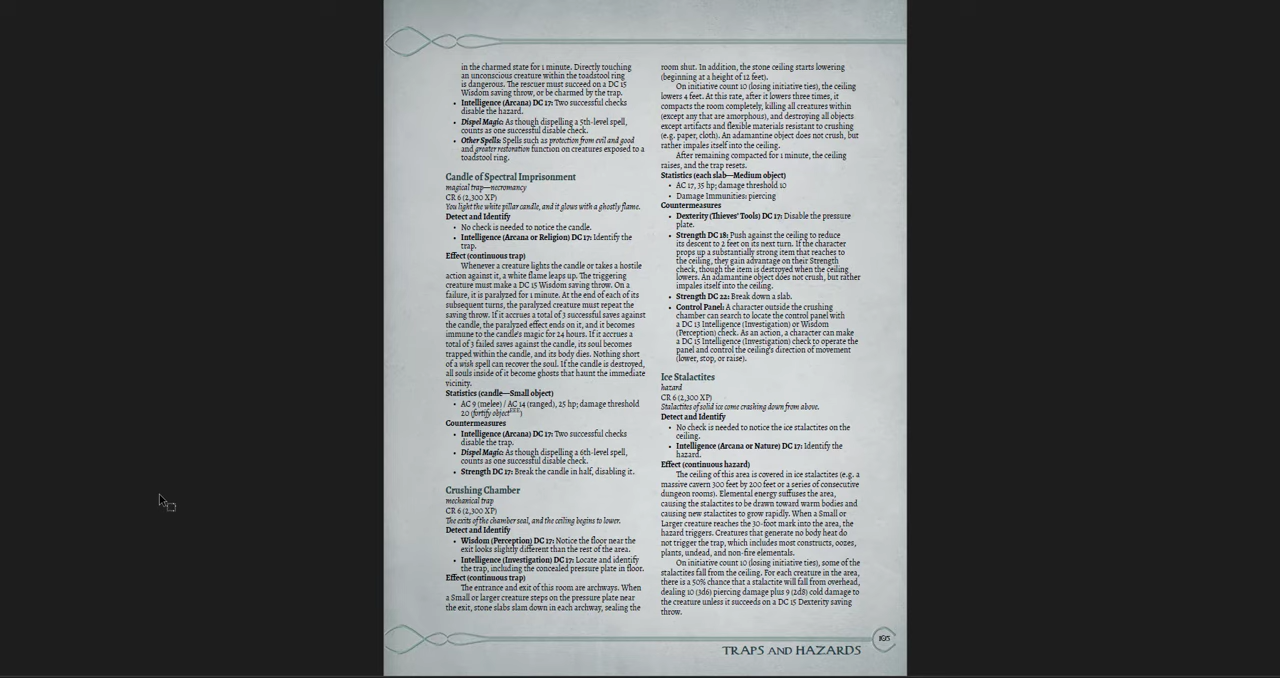 in the charmed state for 1 minute. Directly touching
an unconscious creature within the toadstool ring
is dangerous. The rescuer must succeed on a DC 15
Wisdom saving throw, or be charmed by the trap.
• Intelligence (Arcana) DC 17: Two successful checks
disable the hazard.
• Dispel Magic: As though dispelling a 5th-level spell,
counts as one successful disable check.
• Other Spells: Spells such as protection from evil and good
and greater restoration function on creatures exposed to a
toadstool ring.
Candle of Spectral Imprisonment
magical trap—necromancy
CR 6 (2,300 XP)
You light the white pillar candle, and it glows with a ghostly flame.
Detect and Identify
• No check is needed to notice the candle.
• Intelligence (Arcana or Religion) DC 17: Identify the
trap.
Effect (continuous trap)
Whenever a creature lights the candle or takes a hostile
action against it, a white flame leaps up. The triggering
creature must make a DC 15 Wisdom saving throw. On a
failure, it is paralyzed for 1 minute. At the end of each of its
subsequent turns, the paralyzed creature must repeat the
saving throw. If it accrues a total of 3 successful saves against
the candle, the paralyzed effect ends on it, and it becomes
immune to the candle's magic for 24 hours. If it accrues a
total of 3 failed saves against the candle, its soul becomes
trapped within the candle, and its body dies. Nothing short
of a wish spell can recover the soul. If the candle is destroyed,
all souls inside of it become ghosts that haunt the immediate
vicinity.
Statistics (candle—Small object)
• AC 9 (melee) / AC 14 (ranged), 25 hp; damage threshold
20 (fortify object)
Countermeasures
• Intelligence (Arcana) DC 17: Two successful checks
disable the trap.
• Dispel Magic: As though dispelling a 6th-level spell,
counts as one successful disable check.
• Strength DC 17: Break the candle in half, disabling it.
Crushing Chamber
mechanical trap
CR 6 (2,300 XP)
The exits of the chamber seal, and the ceiling begins to lower.
Detect and Identify
• Wisdom (Perception) DC 17: Notice the floor near the
exit looks slightly different than the rest of the area.
• Intelligence (Investigation) DC 17: Locate and identify
the trap, including the concealed pressure plate in floor.
Effect (continuous trap)
The entrance and exit of this room are archways. When
a Small or larger creature steps on the pressure plate near
the exit, stone slabs slam down in each archway, sealing the
room shut. In addition, the stone ceiling starts lowering
(beginning at a height of 12 feet).
On initiative count 10 (losing initiative ties), the ceiling
lowers 4 feet. At this rate, after it lowers three times, it
compacts the room completely, killing all creatures within
(except any that are amorphous), and destroying all objects
except artifacts and flexible materials resistant to crushing
(e.g. paper, cloth). An adamantine object does not crush, but
rather impales itself into the ceiling.
After remaining compacted for 1 minute, the ceiling
raises, and the trap resets.
Statistics (each slab—Medium object)
• AC 17, 35 hp; damage threshold 10
• Damage Immunities: piercing
Countermeasures
• Dexterity (Thieves' Tools) DC 17: Disable the pressure
plate.
• Strength DC 18: Push against the ceiling to reduce
its descent to 2 feet on its next turn. If the character
props up a substantially strong item that reaches to
the ceiling, they gain advantage on their Strength
check, though the item is destroyed when the ceiling
lowers. An adamantine object does not crush, but rather
impales itself into the ceiling.
• Strength DC 22: Break down a slab.
• Control Panel: A character outside the crushing
chamber can search to locate the control panel with
a DC 13 Intelligence (Investigation) or Wisdom
(Perception) check. As an action, a character can make
a DC 15 Intelligence (Investigation) check to operate the
panel and control the ceiling's direction of movement
(lower, stop, or raise).
Ice Stalactites
hazard
CR 6 (2,300 XP)
Stalactites of solid ice come crashing down from above.
Detect and Identify
• No check is needed to notice the ice stalactites on the
ceiling.
• Intelligence (Arcana or Nature) DC 17: Identify the
hazard.
Effect (continuous hazard)
The ceiling of this area is covered in ice stalactites (e.g. a
massive cavern 300 feet by 200 feet or a series of consecutive
dungeon rooms). Elemental energy suffuses the area,
causing the stalactites to be drawn toward warm bodies and
causing new stalactites to grow rapidly. When a Small or
Larger creature reaches the 30-foot mark into the area, the
hazard triggers. Creatures that generate no body heat do
not trigger the trap, which includes most constructs, oozes,
plants, undead, and non-fire elementals.
On initiative count 10 (losing initiative ties), some of the
stalactites fall from the ceiling. For each creature in the area,
there is a 50% chance that a stalactite will fall from overhead,
dealing 10 (3d6) piercing damage plus 9 (2d8) cold damage to
the creature unless it succeeds on a DC 15 Dexterity saving
throw.
105
TRAPS AND HAZARDS